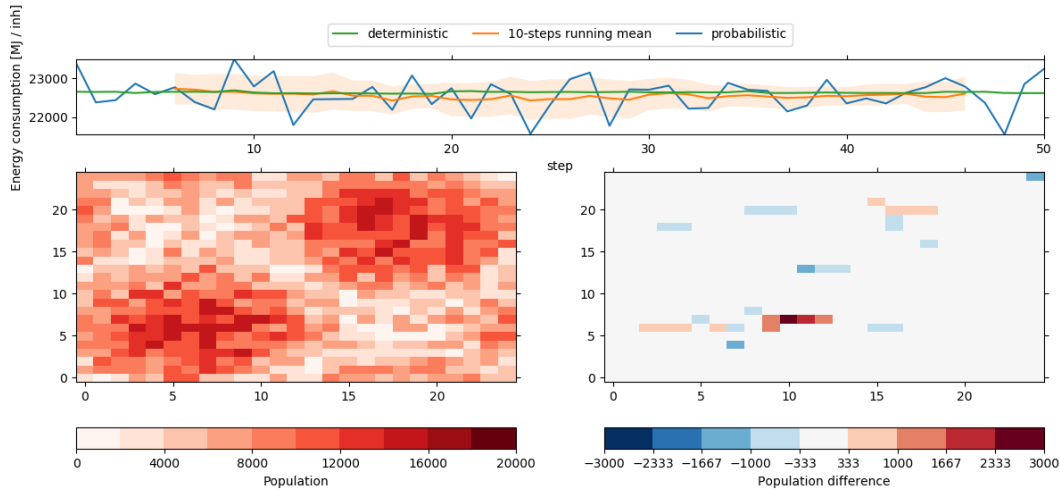 Energy consumption [MJ / inh]
deterministic 10-steps running mean probabilistic
23000
22000
10 20 30 40 50
step
20
15
10
5
0
0 5 10 15 20
20
15
10
5
0
0 5 10 15 20
0 4000 8000 12000 16000 20000
Population
−3000 −2333 −1667 −1000 −333 333 1000 1667 2333 3000
Population difference